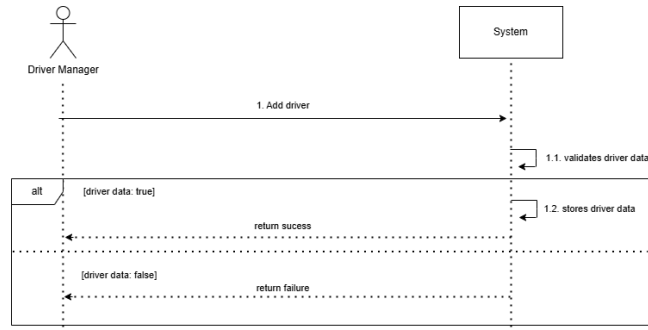 System
Driver Manager
1. Add driver
1.1. validates driver data
alt
[driver data: true]
1.2. stores driver data
return sucess
[driver data: false]
return failure